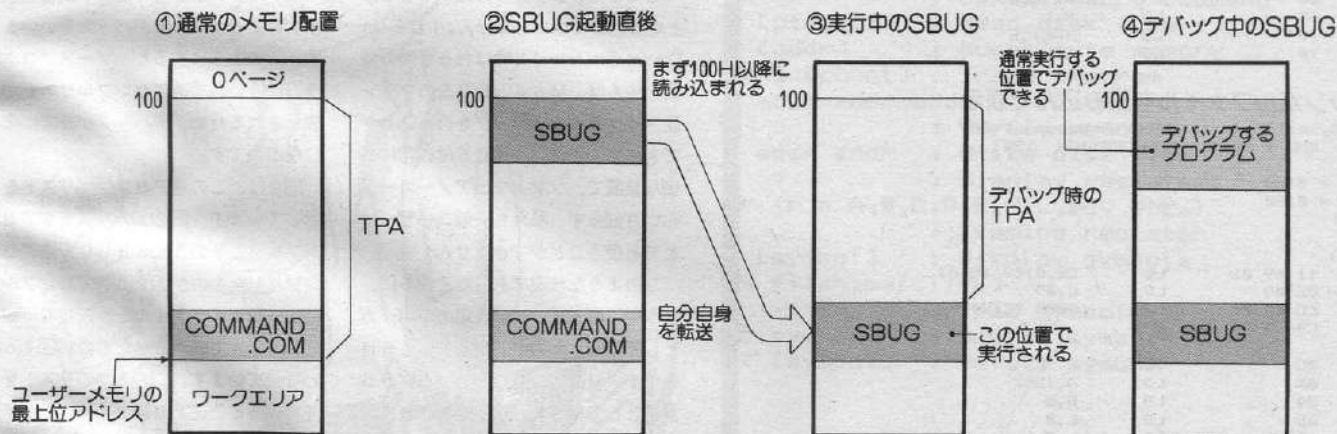 ①通常のメモリ配置
0ページ
100
TPA
COMMAND
.COM
ユーザーメモリの
最上位アドレス
ワークエリア
②SBUG起動直後
まず100H以降に
読み込まれる
100
SBUG
COMMAND
.COM
自分自身
を転送
③実行中のSBUG
100
デバッグ時の
TPA
SBUG
この位置で
実行される
④デバッグ中のSBUG
通常実行する
位置でデバッグ
できる
100
デバッグする
プログラム
SBUG